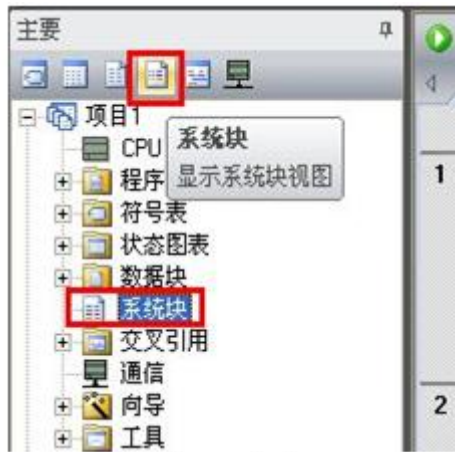 主要
项目1
CPU
系统块
程序
显示系统块视图
1
符号表
状态图表
数据块
系统块
交叉引用
通信
向导
2
工具